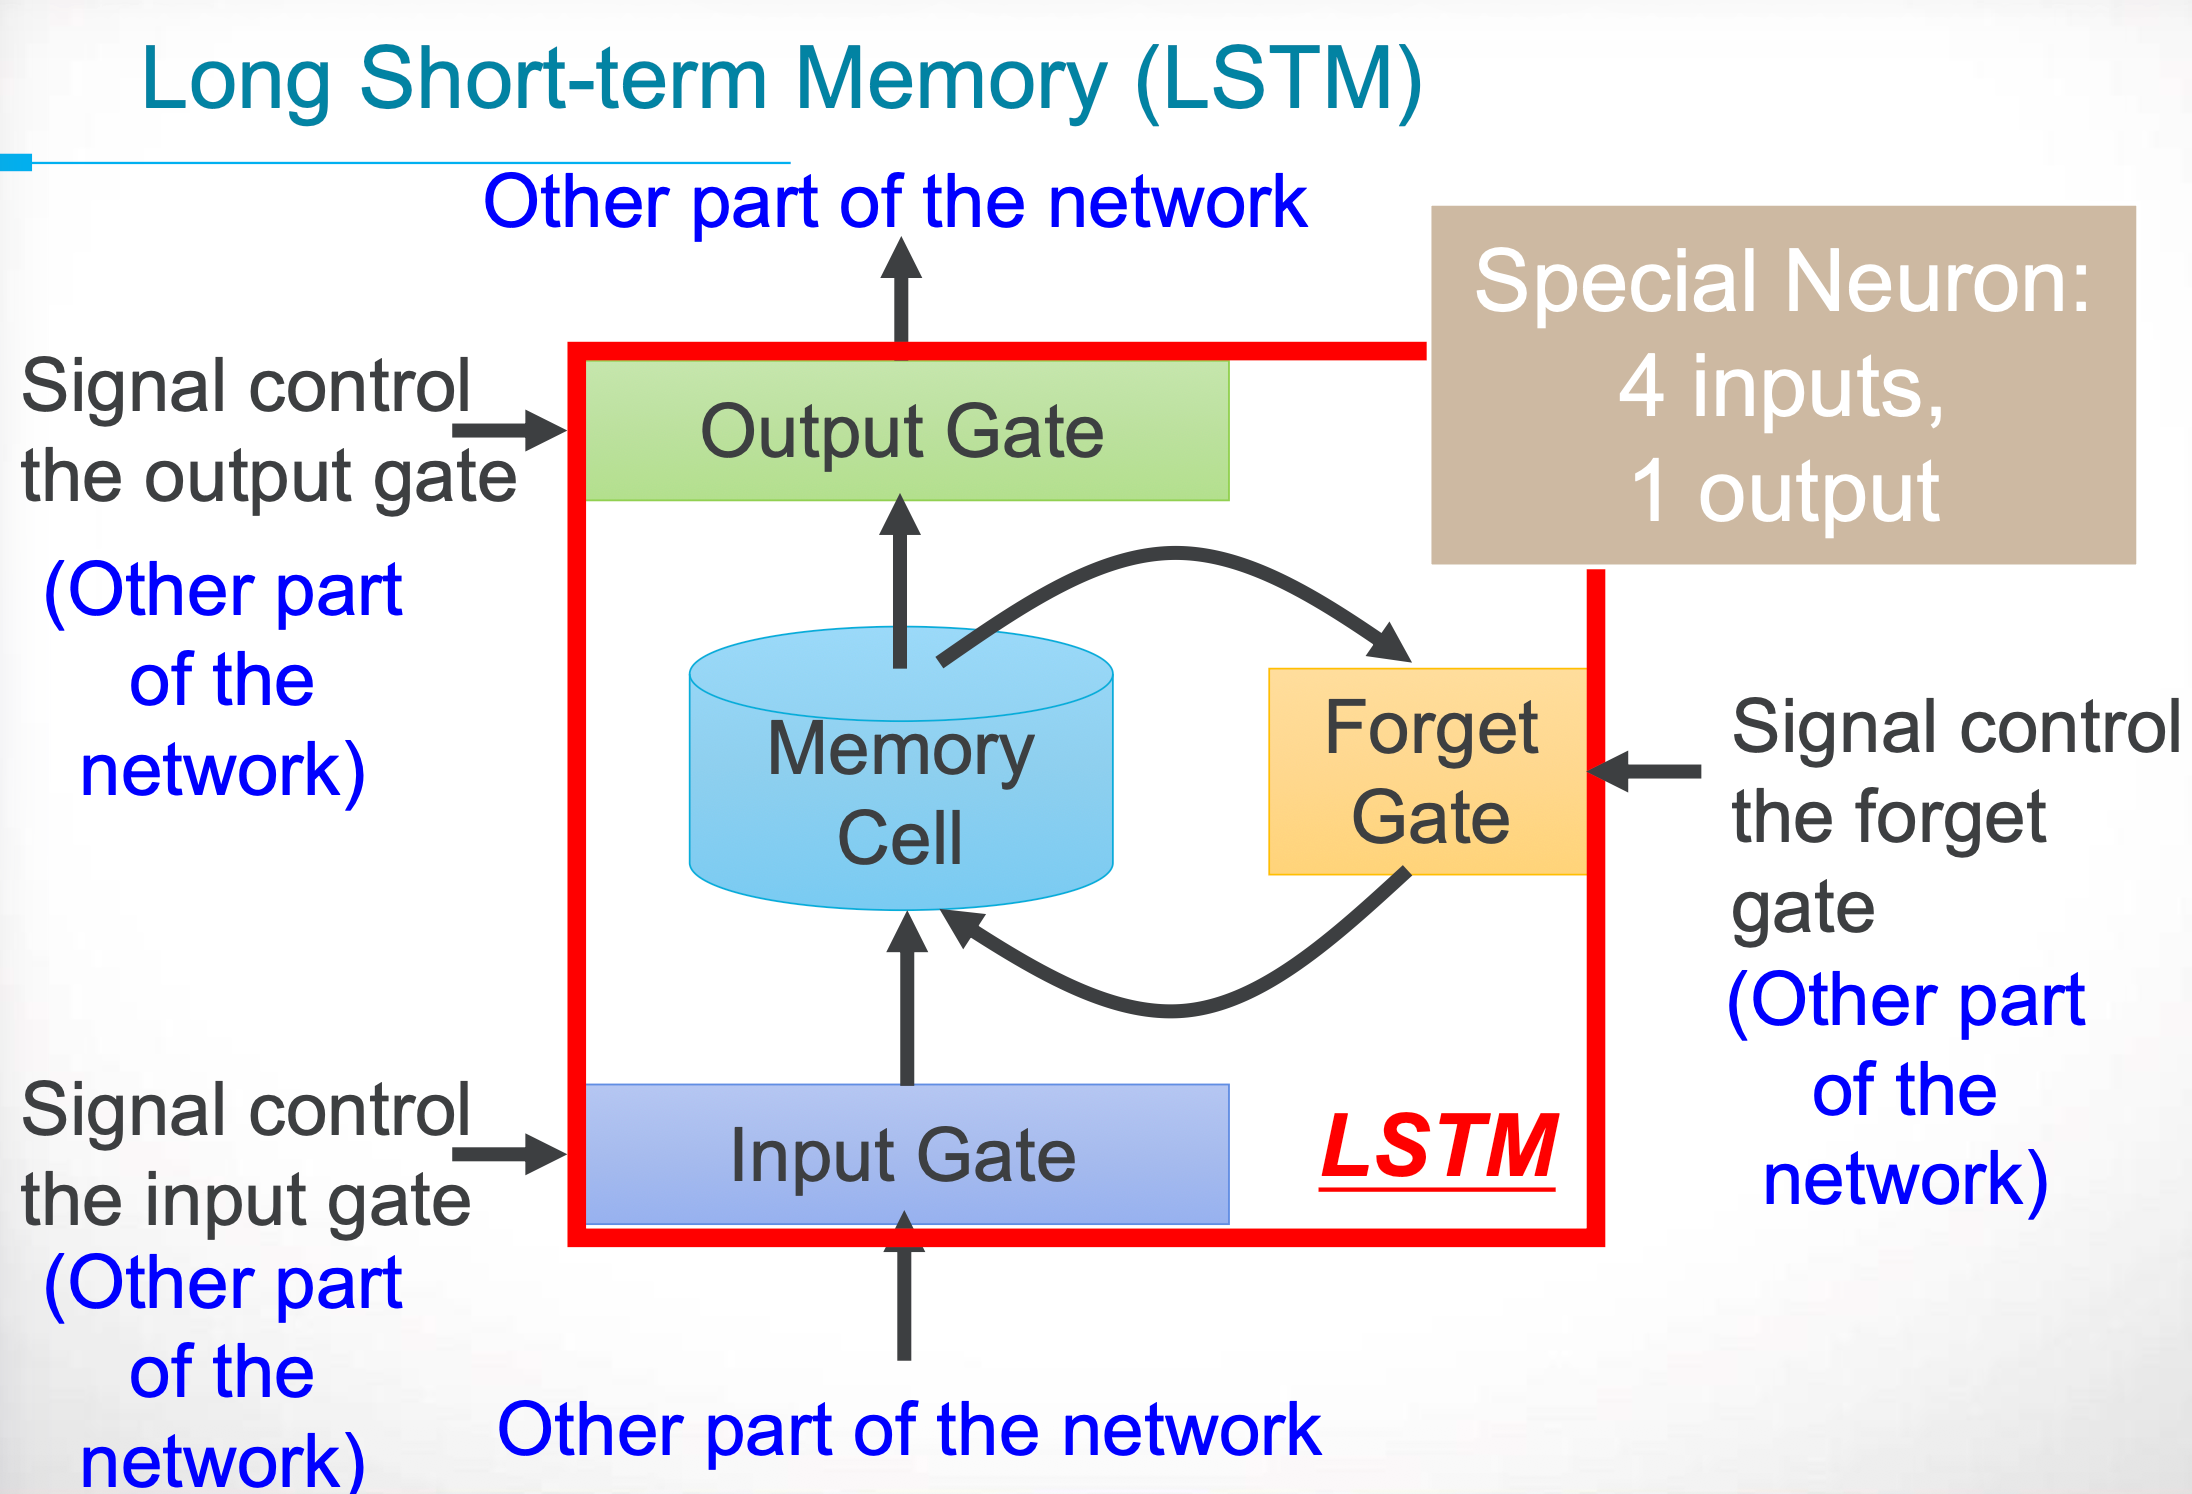 Long Short-term Memory (LSTM)
Other part of the network
Special Neuron:
4 inputs,
1 output
Signal control
the output gate
(Other part
of the
network)
Output Gate
Memory
Cell
Forget
Gate
Signal control
the forget
gate
(Other part
of the
network)
Signal control
the input gate
(Other part
of the
network)
Input Gate
LSTM
Other part of the network